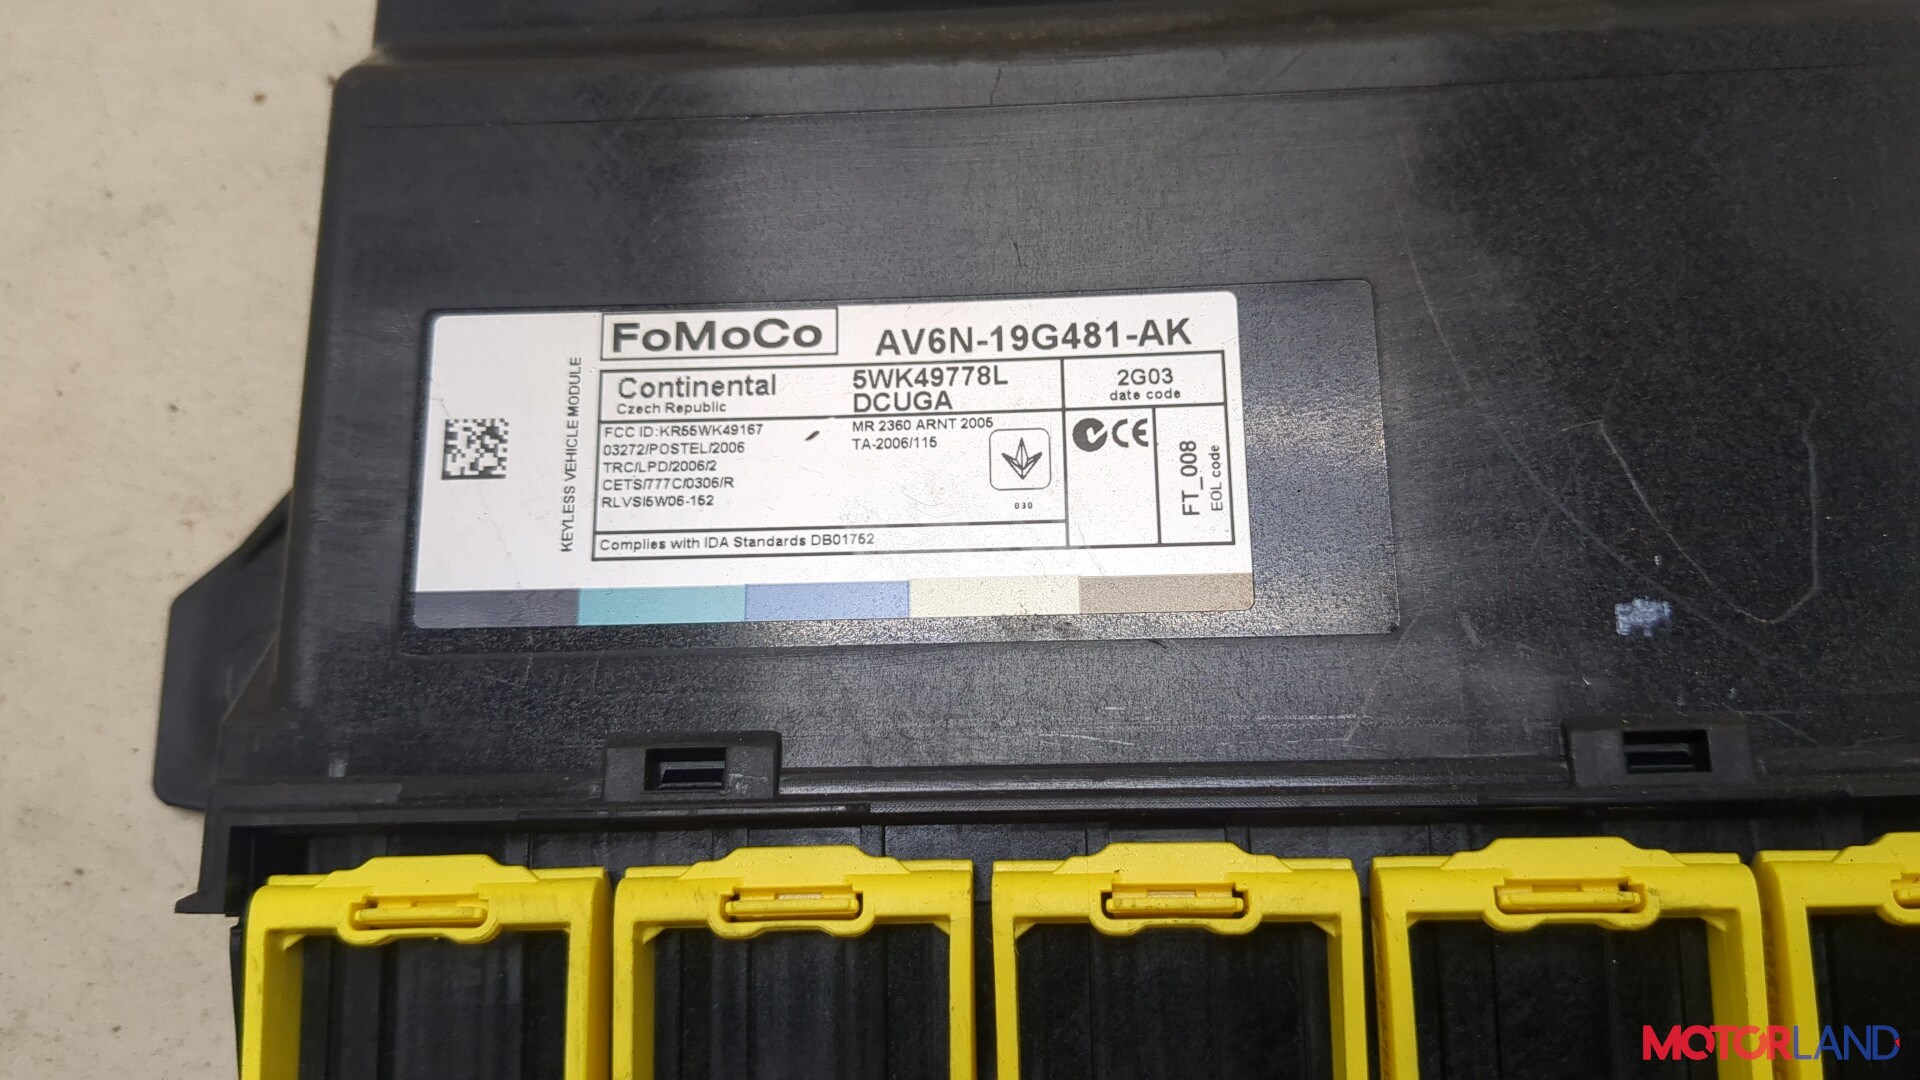 FoMoCo AV6N-19G481-AK
KEYLESS VEHICLE MODULE
Continental
Czech Republic
5WK49778L
DCUGA
2G03
date code
FCC ID:KR55WK49167
03272/POSTEL/2006
TRC/LPD/2006/2
CETS/777C/0306/R
RLVSI5W06-152
MR 2360 ARNT 2005
TA-2006/115
030
CE
FT_008
EOL code
Complies with IDA Standards DB01752
MOTORLAND